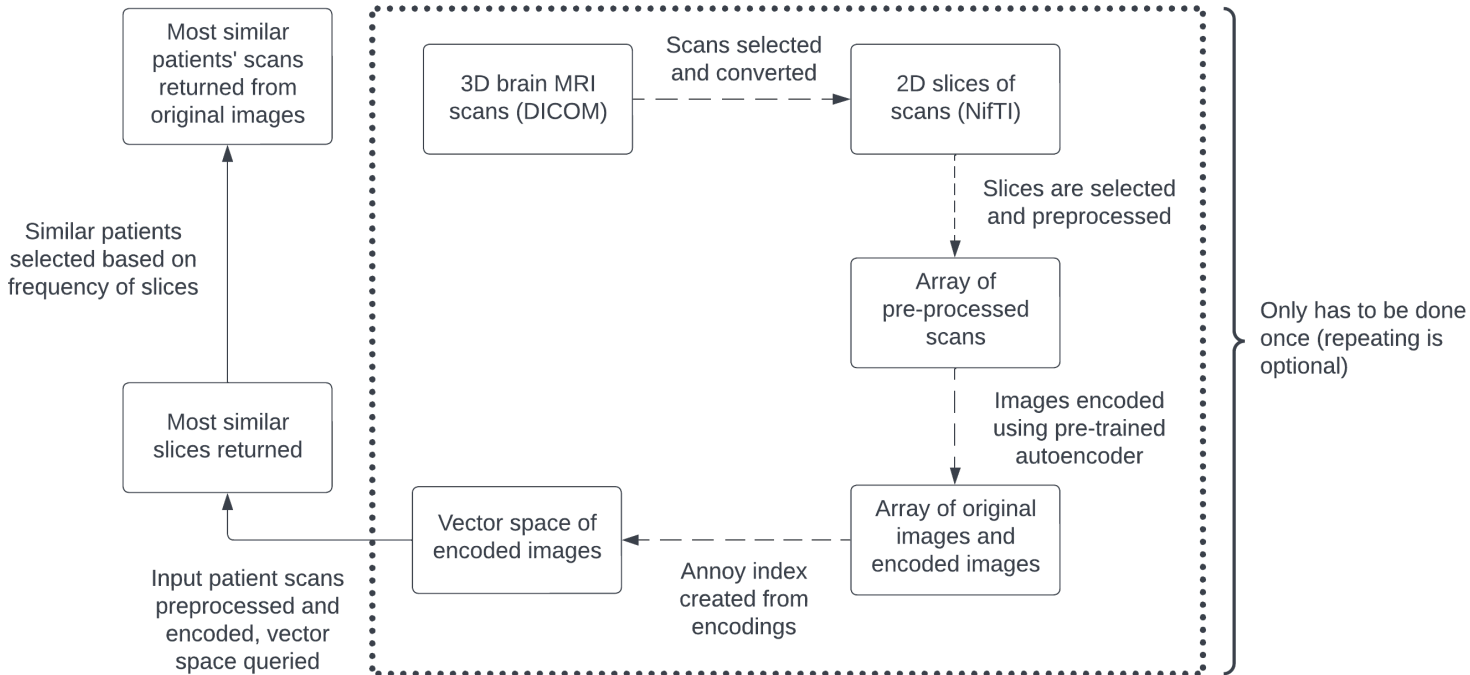 Most similar
patients' scans
returned from
original images
3D brain MRI
scans (DICOM)
Scans selected
and converted
2D slices of
scans (NifTI)
Slices are selected
and preprocessed
Similar patients
selected based on
frequency of slices
Array of
pre-processed
scans
Only has to be done
once (repeating is
optional)
Images encoded
using pre-trained
autoencoder
Most similar
slices returned
Vector space of
encoded images
Array of original
images and
encoded images
Annoy index
created from
encodings
Input patient scans
preprocessed and
encoded, vector
space queried